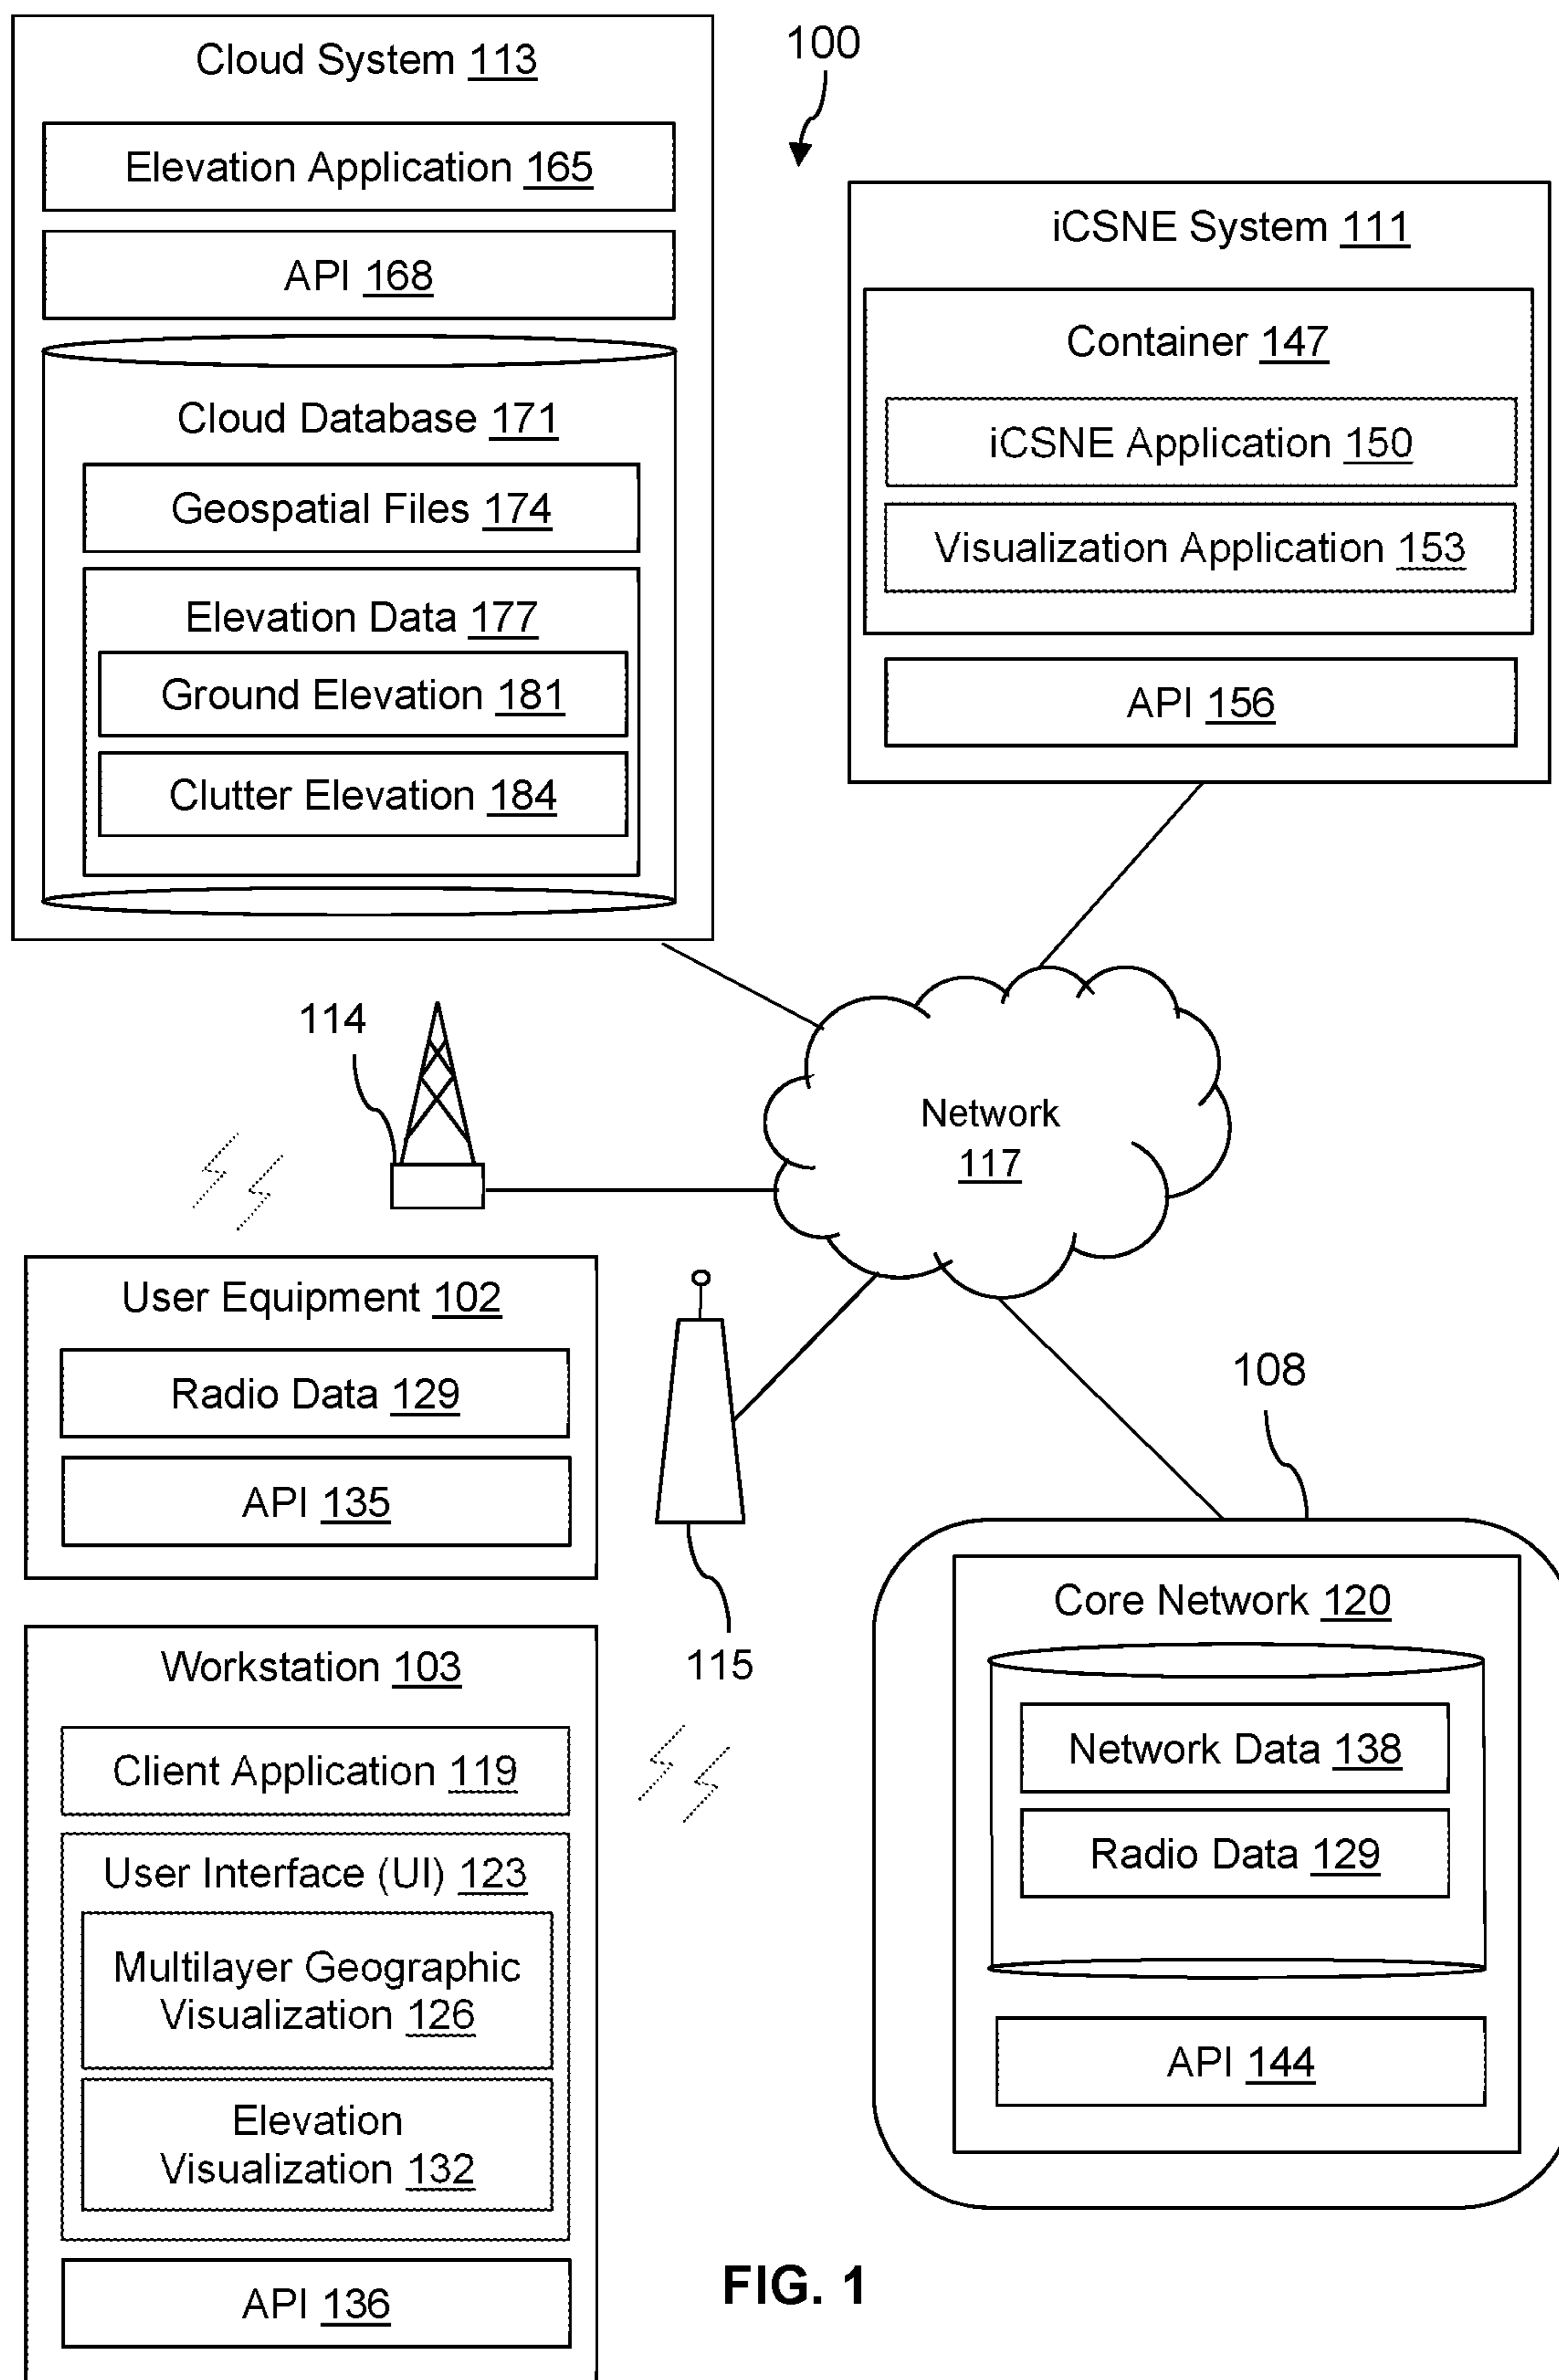 Cloud System 113
Elevation Application 165
API 168
Cloud Database 171
Geospatial Files 174
Elevation Data 177
Ground Elevation 181
Clutter Elevation 184
100
iCSNE System 111
Container 147
iCSNE Application 150
Visualization Application 153
API 156
114
Network
117
User Equipment 102
Radio Data 129
API 135
115
108
Core Network 120
Network Data 138
Radio Data 129
API 144
Workstation 103
Client Application 119
User Interface (UI) 123
Multilayer Geographic
Visualization 126
Elevation
Visualization 132
API 136
FIG. 1